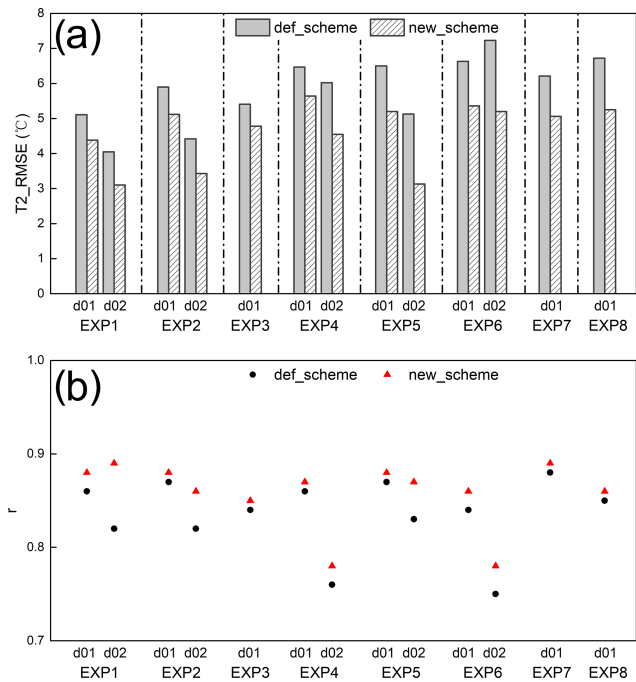 (a)
def_scheme new_scheme
T2_RMSE (℃)
8
7
6
5
4
3
2
1
0
d01 d02 d01 d02 d01 d01 d02 d01 d02 d01 d02 d01 d01
EXP1 EXP2 EXP3 EXP4 EXP5 EXP6 EXP7 EXP8
(b)
def_scheme new_scheme
r
1.0
0.9
0.8
0.7
d01 d02 d01 d02 d01 d01 d02 d01 d02 d01 d02 d01 d01
EXP1 EXP2 EXP3 EXP4 EXP5 EXP6 EXP7 EXP8